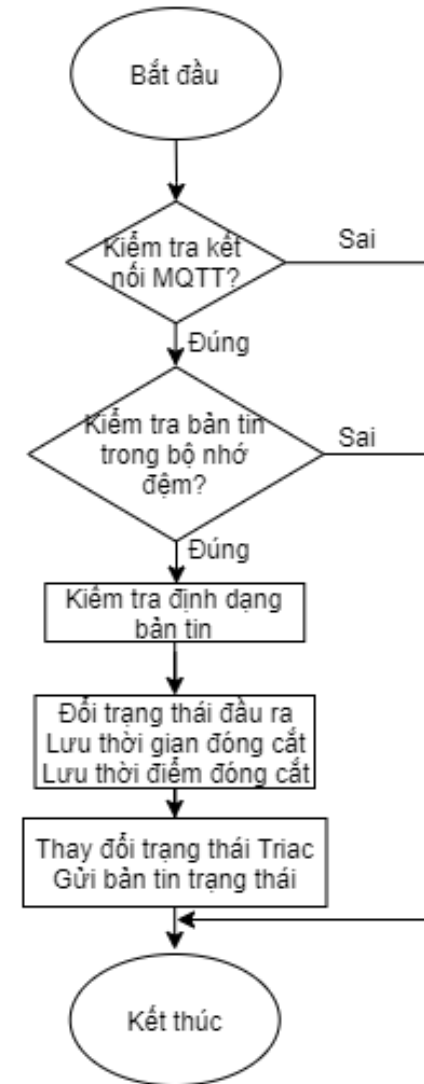 Bắt đầu
Kiểm tra kết
nối MQTT?
Sai
Đúng
Kiểm tra bản tin
trong bộ nhớ
đệm?
Sai
Đúng
Kiểm tra định dạng
bản tin
Đổi trạng thái đầu ra
Lưu thời gian đóng cắt
Lưu thời điểm đóng cắt
Thay đổi trạng thái Triac
Gửi bản tin trạng thái
Kết thúc